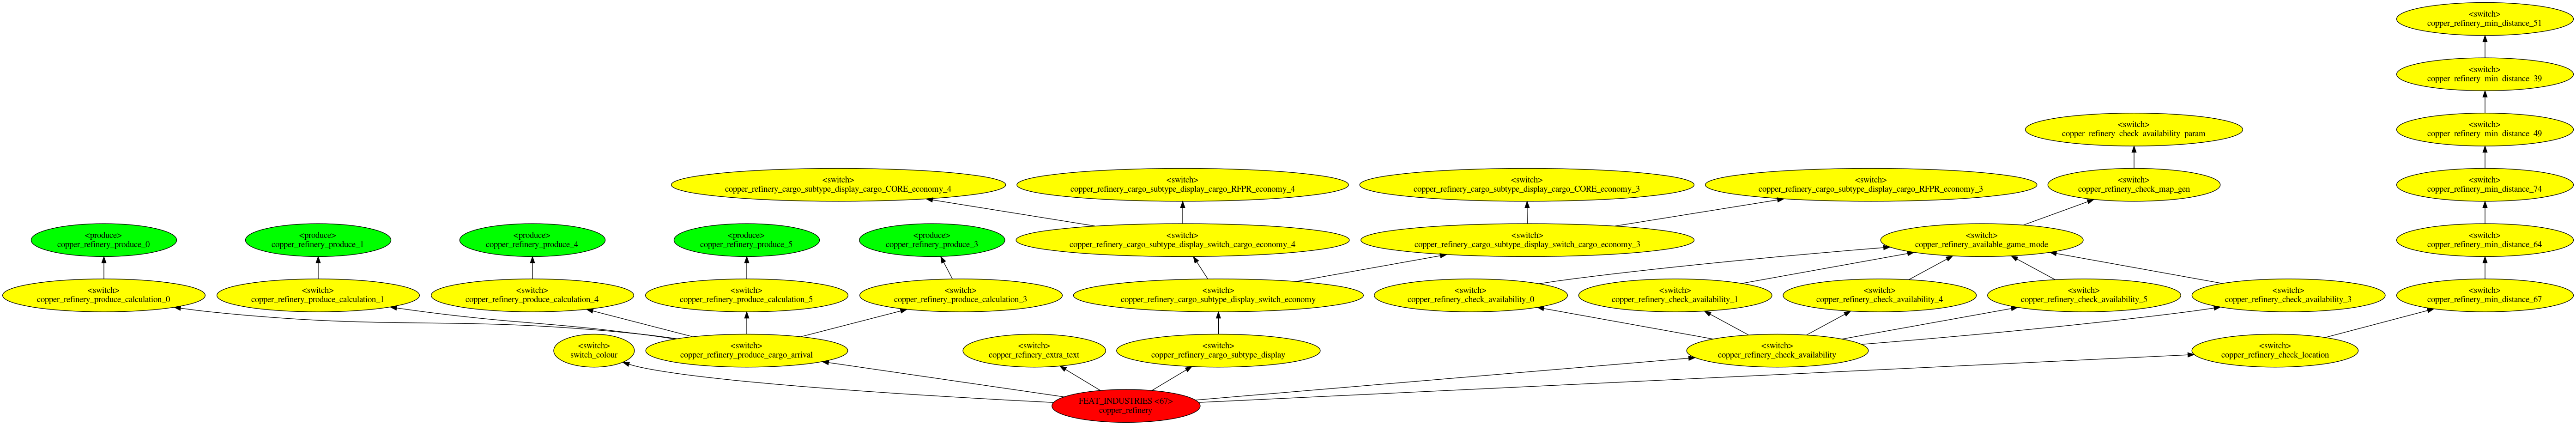 <switch>
copper_refinery_min_distance_51
<switch>
copper_refinery_min_distance_39
<switch>
copper_refinery_check_availability_param
<switch>
copper_refinery_min_distance_49
<switch>
copper_refinery_cargo_subtype_display_cargo_CORE_economy_4
<switch>
copper_refinery_cargo_subtype_display_cargo_RFPR_economy_4
<switch>
copper_refinery_cargo_subtype_display_cargo_CORE_economy_3
<switch>
copper_refinery_cargo_subtype_display_cargo_RFPR_economy_3
<switch>
copper_refinery_check_map_gen
<switch>
copper_refinery_min_distance_74
<produce>
copper_refinery_produce_0
<produce>
copper_refinery_produce_1
<produce>
copper_refinery_produce_4
<produce>
copper_refinery_produce_5
<produce>
copper_refinery_produce_3
<switch>
copper_refinery_cargo_subtype_display_switch_cargo_economy_4
<switch>
copper_refinery_cargo_subtype_display_switch_cargo_economy_3
<switch>
copper_refinery_available_game_mode
<switch>
copper_refinery_min_distance_64
<switch>
copper_refinery_produce_calculation_0
<switch>
copper_refinery_produce_calculation_1
<switch>
copper_refinery_produce_calculation_4
<switch>
copper_refinery_produce_calculation_5
<switch>
copper_refinery_produce_calculation_3
<switch>
copper_refinery_cargo_subtype_display_switch_economy
<switch>
copper_refinery_check_availability_0
<switch>
copper_refinery_check_availability_1
<switch>
copper_refinery_check_availability_4
<switch>
copper_refinery_check_availability_5
<switch>
copper_refinery_check_availability_3
<switch>
copper_refinery_min_distance_67
<switch>
switch_colour
<switch>
copper_refinery_produce_cargo_arrival
<switch>
copper_refinery_extra_text
<switch>
copper_refinery_cargo_subtype_display
<switch>
copper_refinery_check_availability
<switch>
copper_refinery_check_location
FEAT_INDUSTRIES <67>
copper_refinery